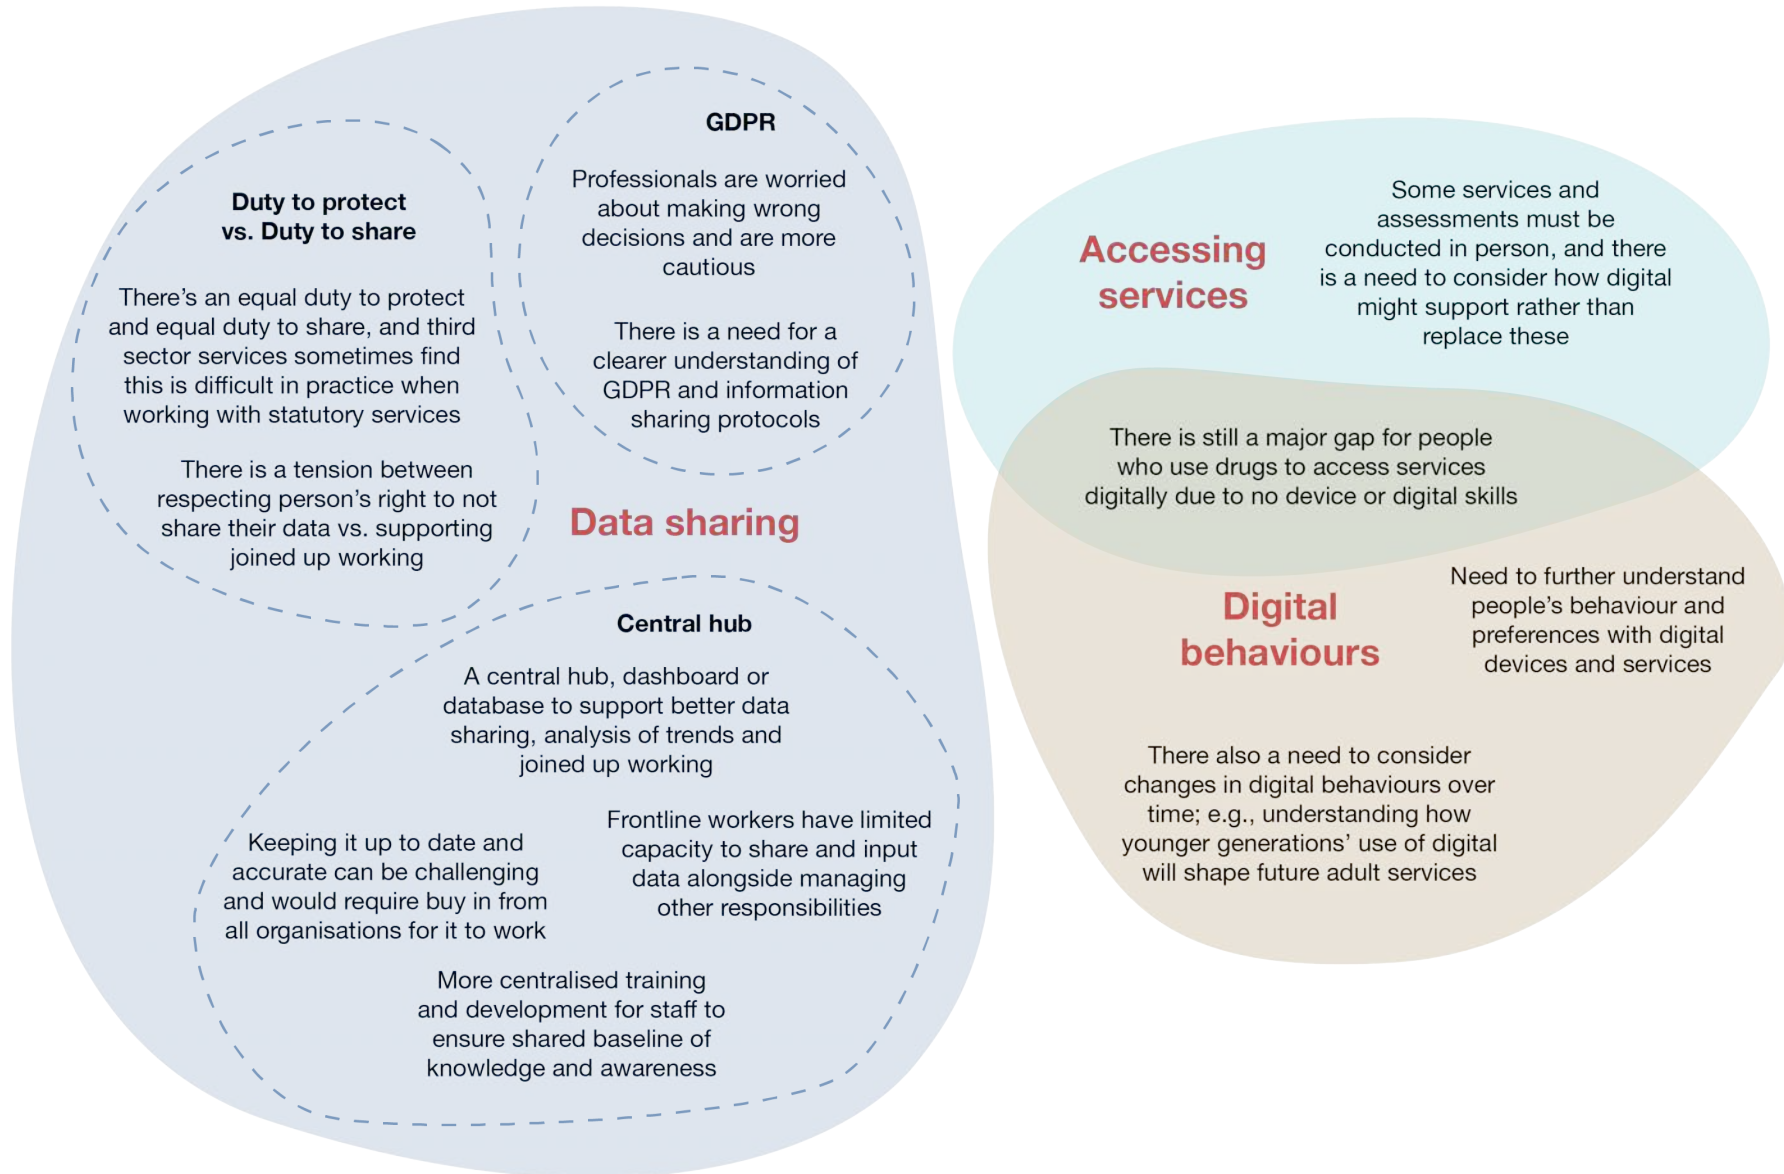 GDPR
Professionals are worried
about making wrong
decisions and are more
cautious
There is a need for a
clearer understanding of
GDPR and information
sharing protocols
Duty to protect
vs. Duty to share
There’s an equal duty to protect
and equal duty to share, and third
sector services sometimes find
this is difficult in practice when
working with statutory services
There is a tension between
respecting person’s right to not
share their data vs. supporting
joined up working
Data sharing
Central hub
A central hub, dashboard or
database to support better data
sharing, analysis of trends and
joined up working
Keeping it up to date and
accurate can be challenging
and would require buy in from
all organisations for it to work
Frontline workers have limited
capacity to share and input
data alongside managing
other responsibilities
More centralised training
and development for staff to
ensure shared baseline of
knowledge and awareness
Accessing
services
Some services and
assessments must be
conducted in person, and there
is a need to consider how digital
might support rather than
replace these
There is still a major gap for people
who use drugs to access services
digitally due to no device or digital skills
Digital
behaviours
Need to further understand
people’s behaviour and
preferences with digital
devices and services
There also a need to consider
changes in digital behaviours over
time; e.g., understanding how
younger generations’ use of digital
will shape future adult services